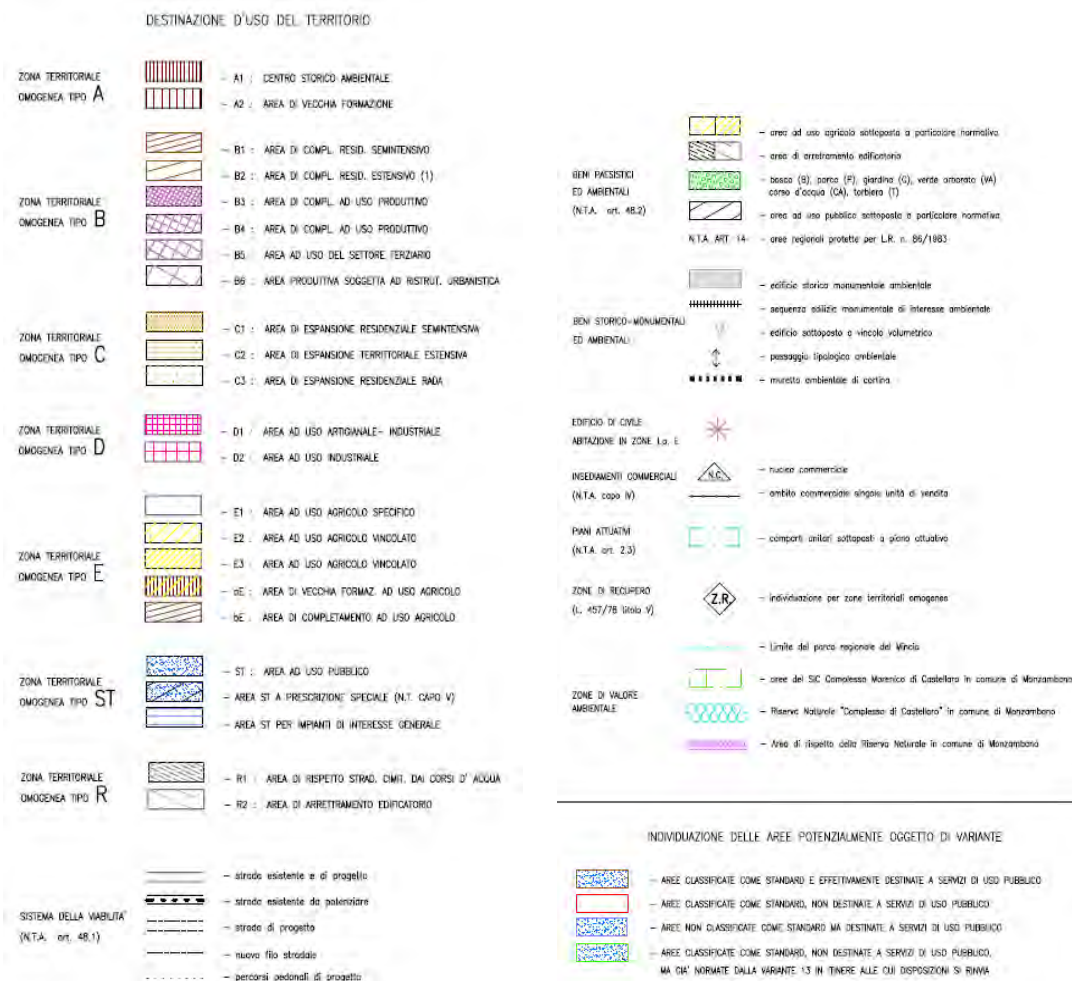 DESTINAZIONE D'USO DEL TERRITORIO
ZONA TERRITORIALE
OMOGENEA TIPO A
– A1 : CENTRO STORICO AMBIENTALE
– A2 : AREA DI VECCHIA FORMAZIONE
ZONA TERRITORIALE
OMOGENEA TIPO B
– B1 : AREA DI COMPL. RESID. SEMINTENSIVO
– B2 : AREA DI COMPL. RESID. ESTENSIVO (1)
– B3 : AREA DI COMPL. AD USO PRODUTTIVO
– B4 : AREA DI COMPL. AD USO PRODUTTIVO
– B5 AREA AD USO DEL SETTORE TERZIARIO
– B6 : AREA PRODUTTIVA SOGGETTA AD RISTRUT. URBANISTICA
ZONA TERRITORIALE
OMOGENEA TIPO C
– C1 : AREA DI ESPANSIONE RESIDENZIALE SEMINTENSIVA
– C2 : AREA DI ESPANSIONE TERRITORIALE ESTENSIVA
– C3 : AREA DI ESPANSIONE RESIDENZIALE RADA
ZONA TERRITORIALE
OMOGENEA TIPO D
– D1 : AREA AD USO ARTIGIANALE– INDUSTRIALE
– D2 : AREA AD USO INDUSTRIALE
ZONA TERRITORIALE
OMOGENEA TIPO E
– E1 : AREA AD USO AGRICOLO SPECIFICO
– E2 : AREA AD USO AGRICOLO VINCOLATO
– E3 : AREA AD USO AGRICOLO VINCOLATO
– aE : AREA DI VECCHIA FORMAZ. AD USO AGRICOLO
– bE : AREA DI COMPLETAMENTO AD USO AGRICOLO
ZONA TERRITORIALE
OMOGENEA TIPO ST
– ST : AREA AD USO PUBBLICO
– AREA ST A PRESCRIZIONE SPECIALE (N.T. CAPO V)
– AREA ST PER IMPIANTI DI INTERESSE GENERALE
ZONA TERRITORIALE
OMOGENEA TIPO R
– R1 : AREA DI RISPETTO STRAD. CIMIT. DAI CORSI D' ACQUA
– R2 : AREA DI ARRETRAMENTO EDIFICATORIO
SISTEMA DELLA VIABILITA'
(N.T.A. art. 48.1)
– strada esistente e di progetto
– strada esistente da potenziare
– strada di progetto
– nuovo filo stradale
– percorsi pedonali di progetto
BENI PAESISTICI
ED AMBIENTALI
(N.T.A. art. 48.2)
– area ad uso agricolo sottoposta a particolare normativa
– area di arretramento edificatorio
– bosco (B), parco (P), giardino (G), verde arborato (VA)
corso d'acqua (CA), torbiera (T)
– area ad uso pubblico sottoposta a particolare normativa
N.T.A. ART 14 – aree regionali protette per L.R. n. 86/1983
BENI STORICO–MONUMENTALI
ED AMBIENTALI
– edificio storico monumentale ambientale
– sequenza edilizia monumentale di interesse ambientale
– edificio sottoposto a vincolo volumetrico
– passaggio tipologico ambientale
– muretto ambientale di cortina
EDIFICIO DI CIVILE
ABITAZIONE IN ZONE t.o. E
INSEDIAMENTI COMMERCIALI
(N.T.A. capo IV)
N.C.
– nucleo commerciale
– ambito commerciale singole unità di vendita
PIANI ATTUATIVI
(N.T.A. art. 2.3)
– comparti unitari sottoposti a piano attuativo
ZONE DI RECUPERO
(L. 457/78 titolo V)
Z.R.
– individuazione per zone territoriali omogenee
ZONE DI VALORE
AMBIENTALE
– Limite del parco regionale del Mincio
– aree del SIC Complesso Morenico di Castellaro in comune di Monzambano
– Riserva Naturale "Complesso di Castellaro" in comune di Monzambano
– Area di rispetto della Riserva Naturale in comune di Monzambano
INDIVIDUAZIONE DELLE AREE POTENZIALMENTE OGGETTO DI VARIANTE
– AREE CLASSIFICATE COME STANDARD E EFFETTIVAMENTE DESTINATE A SERVIZI DI USO PUBBLICO
– AREE CLASSIFICATE COME STANDARD, NON DESTINATE A SERVIZI DI USO PUBBLICO
– AREE NON CLASSIFICATE COME STANDARD MA DESTINATE A SERVIZI DI USO PUBBLICO
– AREE CLASSIFICATE COME STANDARD, NON DESTINATE A SERVIZI DI USO PUBBLICO,
MA GIA' NORMATE DALLA VARIANTE 13 IN ITINERE ALLE CUI DISPOSIZIONI SI RINVIA